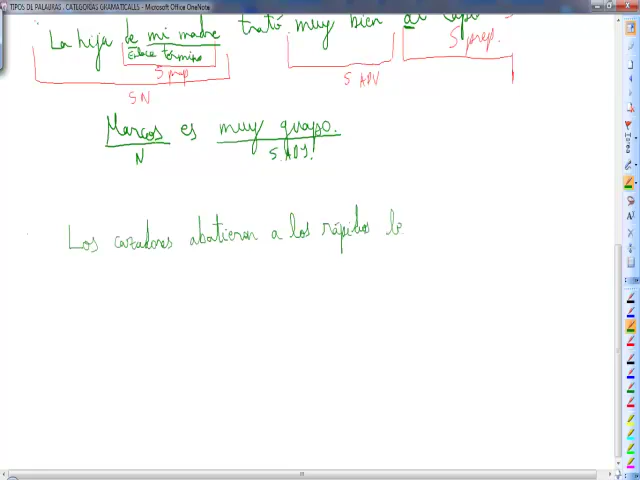 TIPOS DE PALABRAS . CATEGORÍAS GRAMATICALES - Microsoft Office OneNote
La hija de mi madre trató muy bien al
Enlace término
S prep
S N
S ADV
S prep.
Marcos es muy guapo.
N
S. ADJ!
Los cazadores abatieron a los rápidos